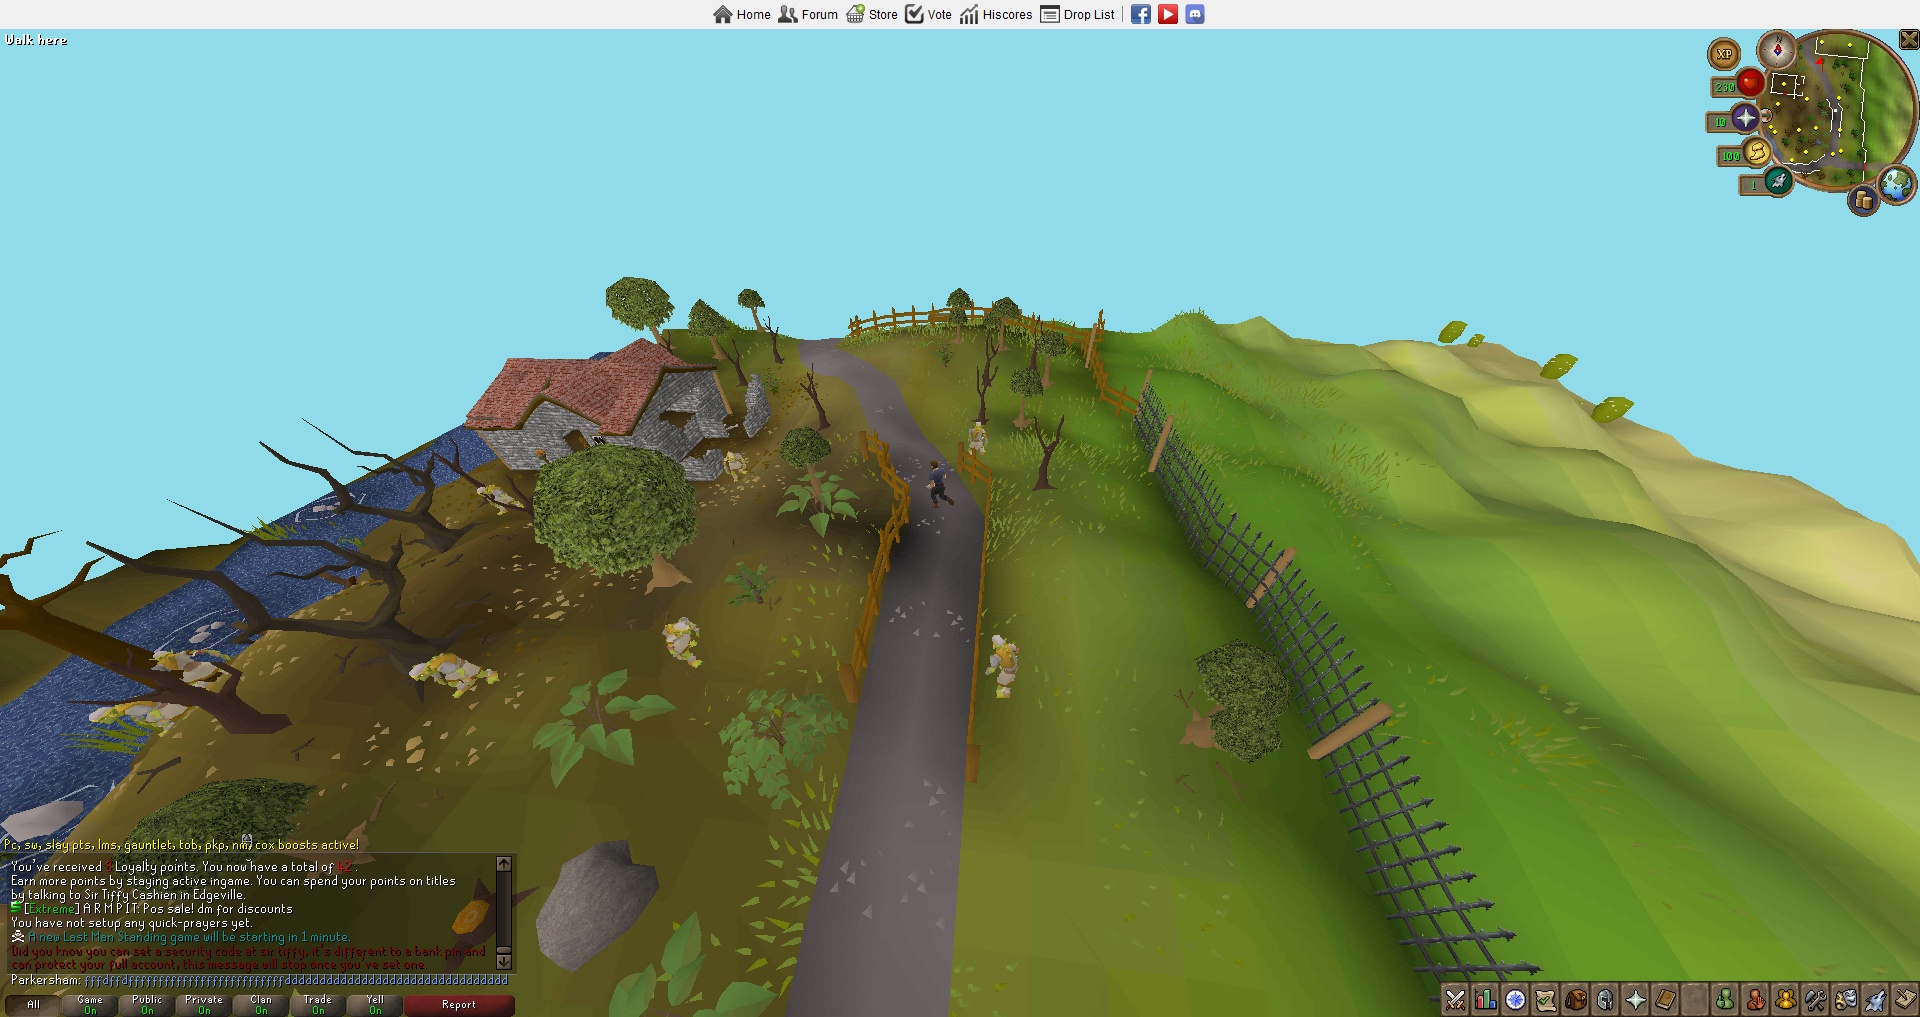 Home Forum Store Vote Hiscores Drop List
Walk here
N
XP
230
10
100
1
Pc, sw, slay pts, lms, gauntlet, tob, pkp, nm, cox boosts active!
You've received 3 Loyalty points. You now have a total of 42.
Earn more points by staying active ingame. You can spend your points on titles
by talking to Sir Tiffy Cashien in Edgeville.
[Extreme] A R M P I T: Pos sale! dm for discounts
You have not setup any quick-prayers yet.
A new Last Man Standing game will be starting in 1 minute.
Did you know you can set a security code at sir tiffy, it's different to a bank pin and
can protect your full account, this message will stop once you've set one.
Parkersham:
All Game Public Private Clan Trade Yell Report
On On On On On On